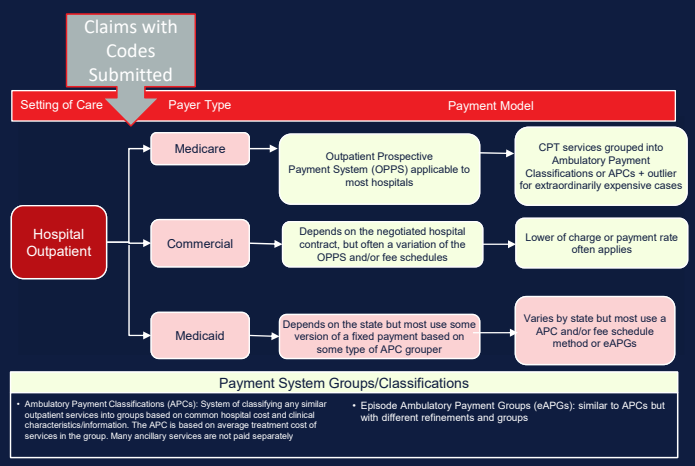 Claims with
Codes
Submitted
Setting of Care
Payer Type
Payment Model
Hospital
Outpatient
Medicare
Outpatient Prospective
Payment System (OPPS) applicable to
most hospitals
CPT services grouped into
Ambulatory Payment
Classifications or APCs + outlier
for extraordinarily expensive cases
Commercial
Depends on the negotiated hospital
contract, but often a variation of the
OPPS and/or fee schedules
Lower of charge or payment rate
often applies
Medicaid
Depends on the state but most use some
version of a fixed payment based on
some type of APC grouper
Varies by state but most use a
APC and/or fee schedule
method or eAPGs
Payment System Groups/Classifications
• Ambulatory Payment Classifications (APCs): System of classifying any similar
outpatient services into groups based on common hospital cost and clinical
characteristics/information. The APC is based on average treatment cost of
services in the group. Many ancillary services are not paid separately
• Episode Ambulatory Payment Groups (eAPGs): similar to APCs but
with different refinements and groups